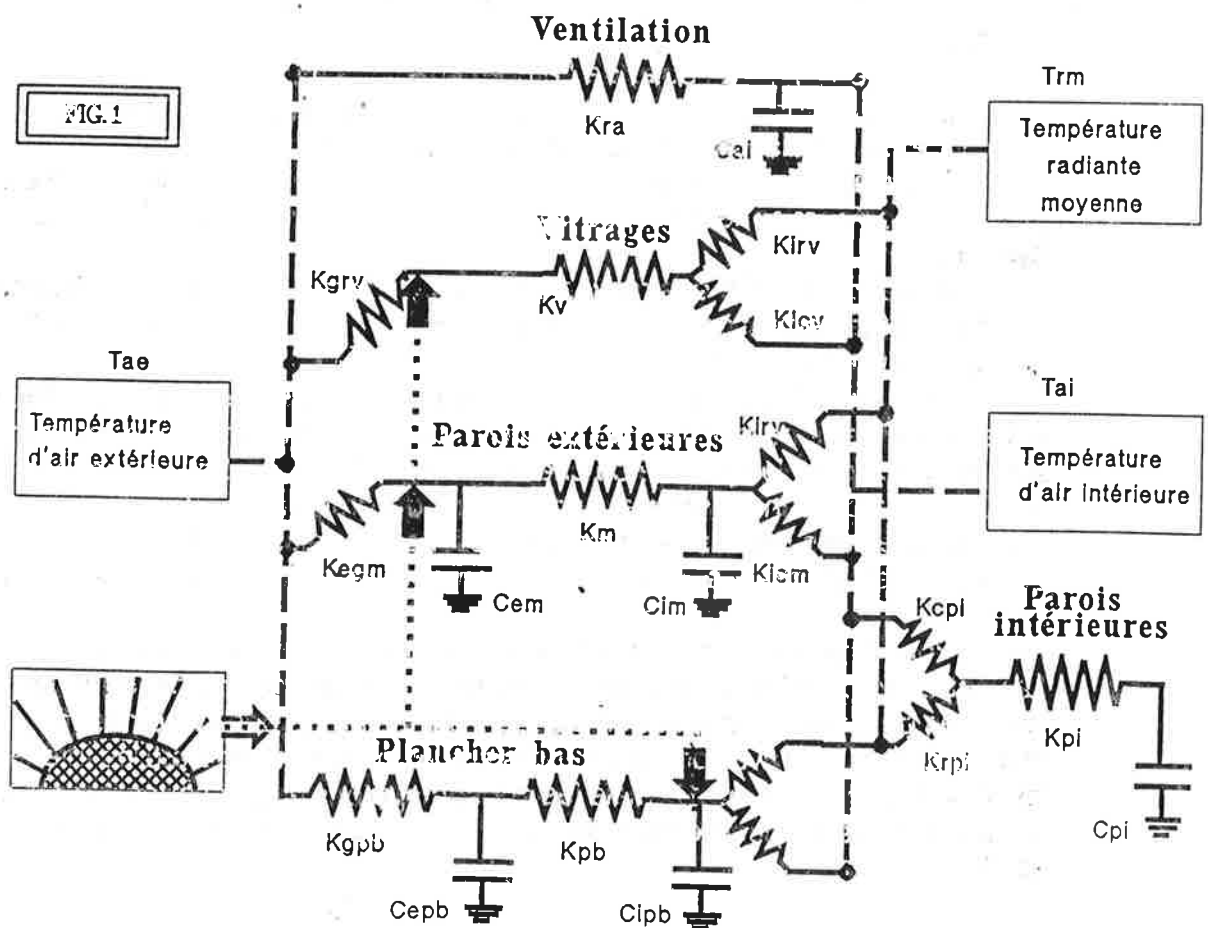 Ventilation
FIG.1
Kra
Cai
Trm
Température
radiante
moyenne
Vitrages
Kgrv
Kv
Kirv
Kicv
Tae
Température
d'air extérieure
Parois extérieures
Kirv
Tai
Température
d'air intérieure
Kegm
Km
Kicm
Cem
Cim
Kcpi
Parois
intérieures
Kpi
Krpi
Cpi
Plancher bas
Kgpb
Kpb
Cepb
Cipb